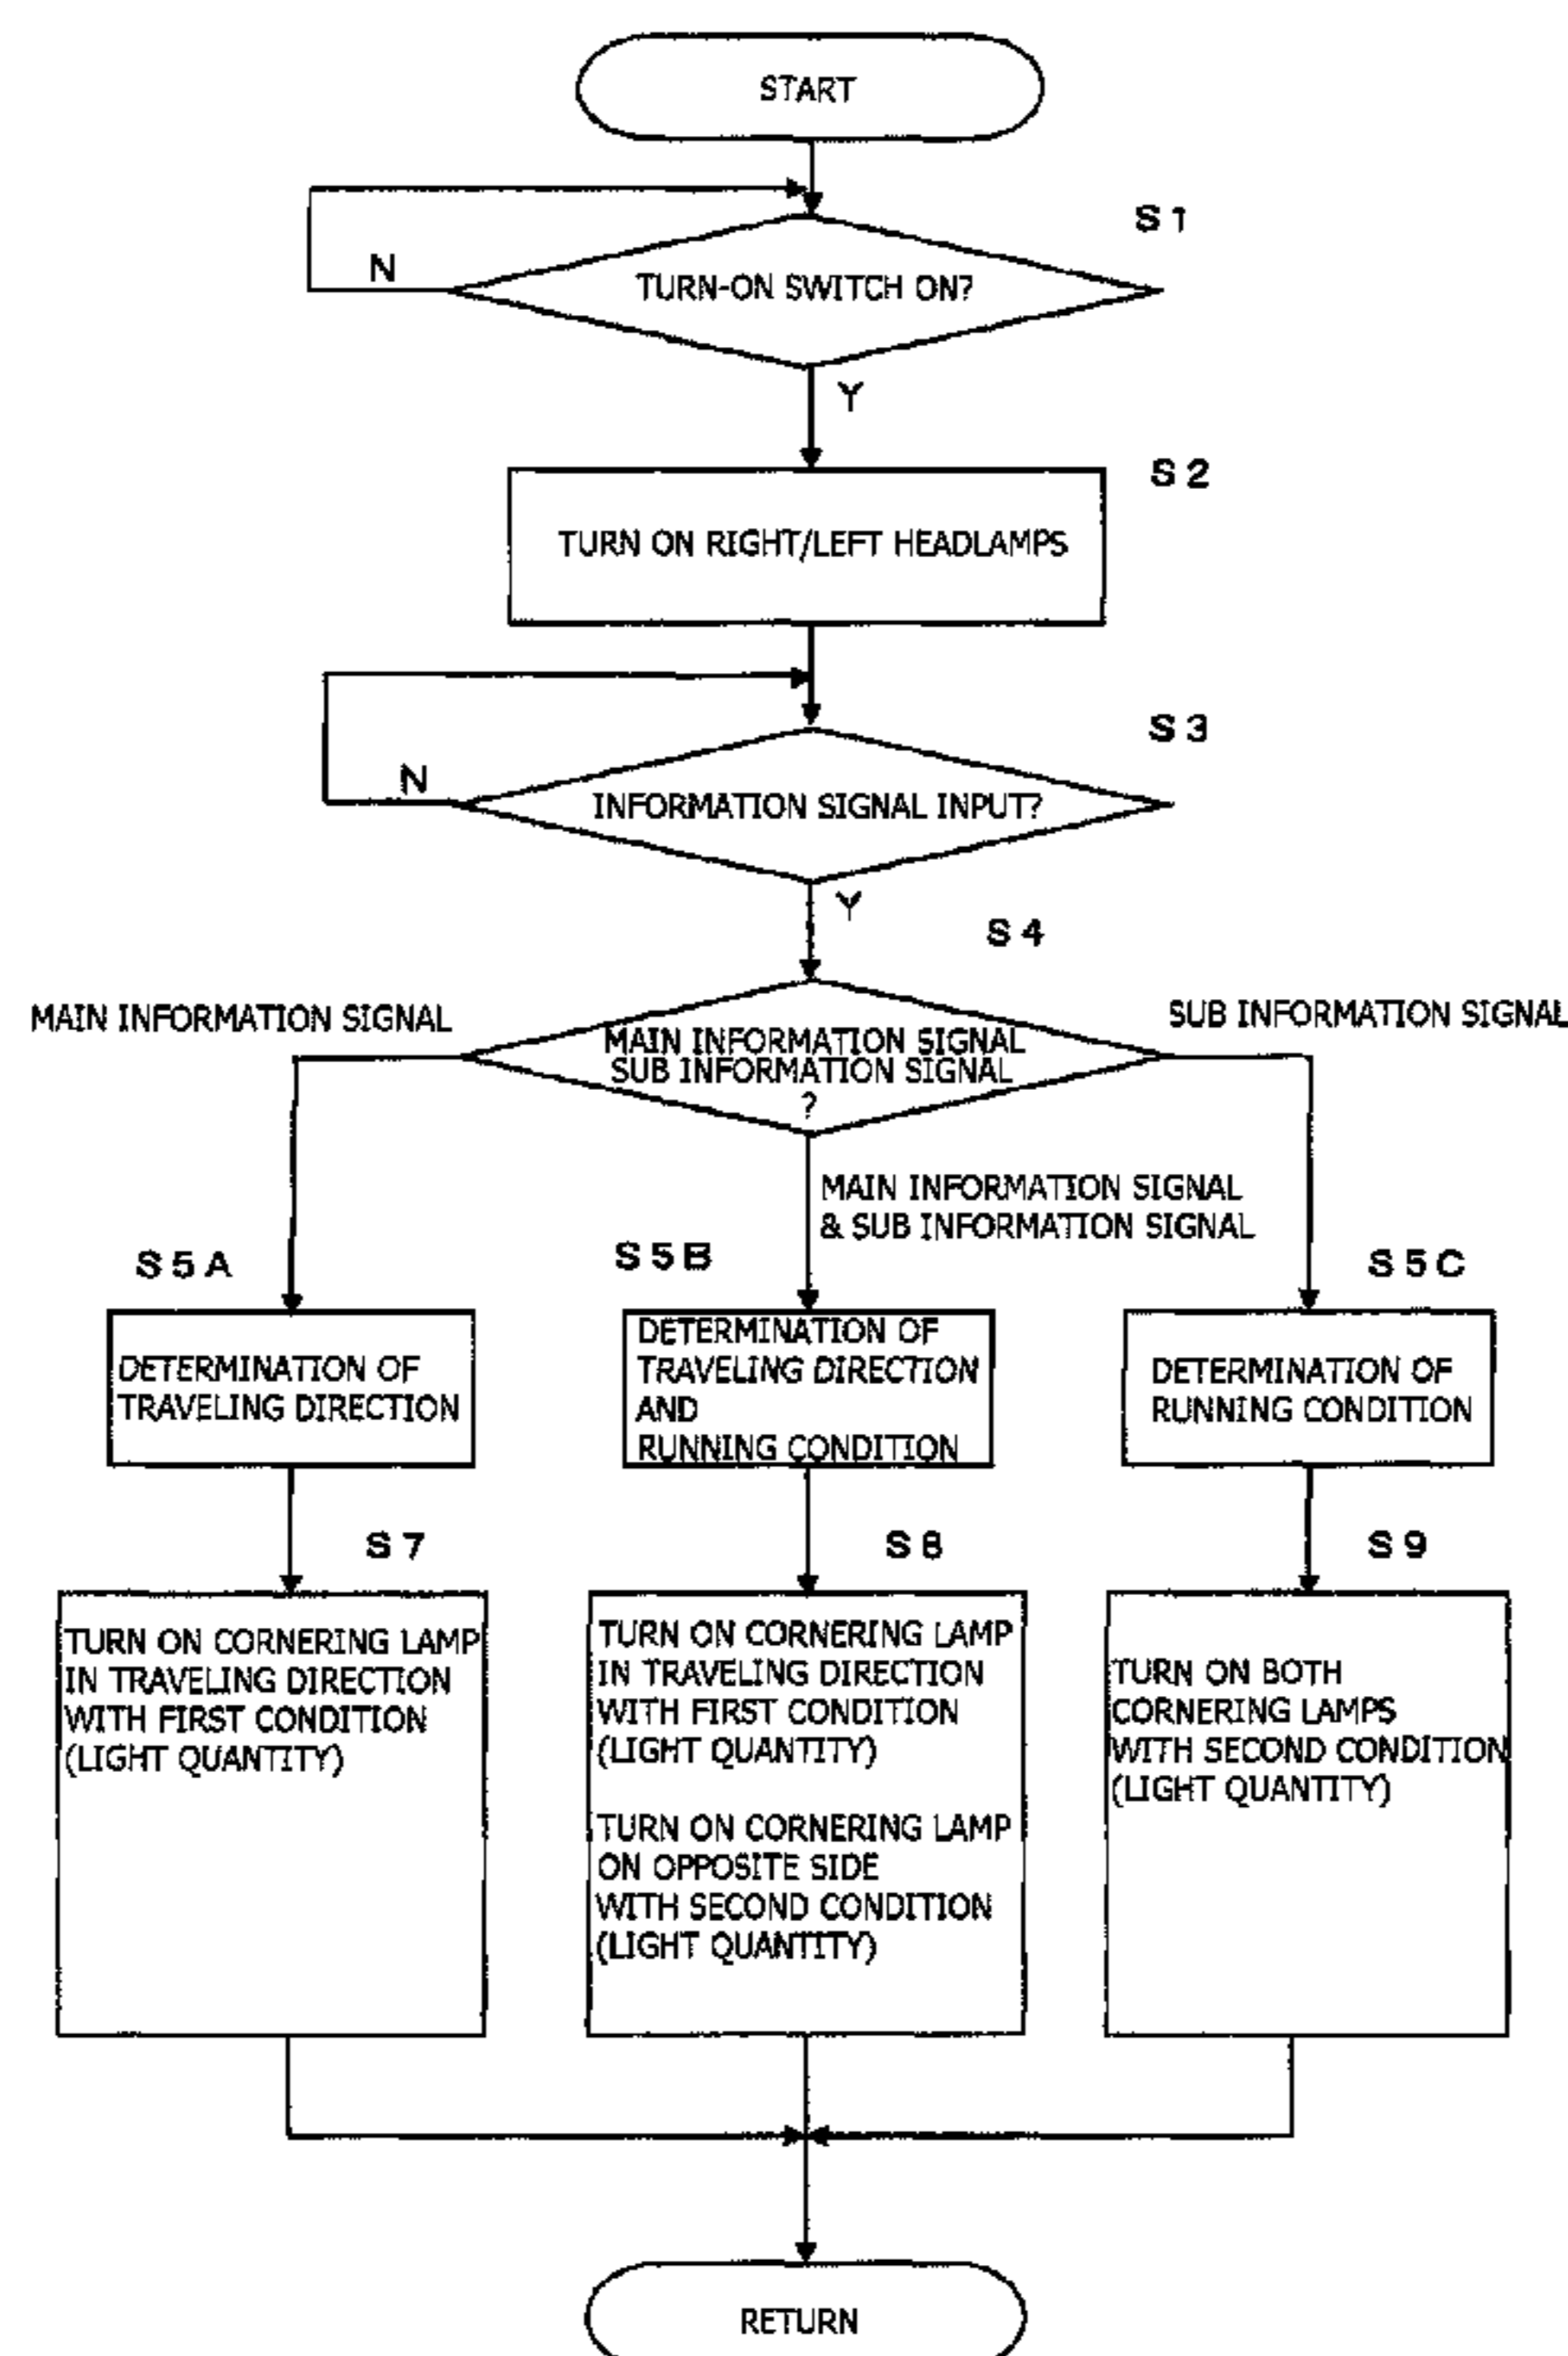 START
S1
TURN-ON SWITCH ON?
N
Y
S2
TURN ON RIGHT/LEFT HEADLAMPS
S3
INFORMATION SIGNAL INPUT?
N
Y
S4
MAIN INFORMATION SIGNAL
SUB INFORMATION SIGNAL
MAIN INFORMATION SIGNAL
SUB INFORMATION SIGNAL
?
MAIN INFORMATION SIGNAL
& SUB INFORMATION SIGNAL
S5A
DETERMINATION OF
TRAVELING DIRECTION
S5B
DETERMINATION OF
TRAVELING DIRECTION
AND
RUNNING CONDITION
S5C
DETERMINATION OF
RUNNING CONDITION
S7
TURN ON CORNERING LAMP
IN TRAVELING DIRECTION
WITH FIRST CONDITION
(LIGHT QUANTITY)
S8
TURN ON CORNERING LAMP
IN TRAVELING DIRECTION
WITH FIRST CONDITION
(LIGHT QUANTITY)
TURN ON CORNERING LAMP
ON OPPOSITE SIDE
WITH SECOND CONDITION
(LIGHT QUANTITY)
S9
TURN ON BOTH
CORNERING LAMPS
WITH SECOND CONDITION
(LIGHT QUANTITY)
RETURN